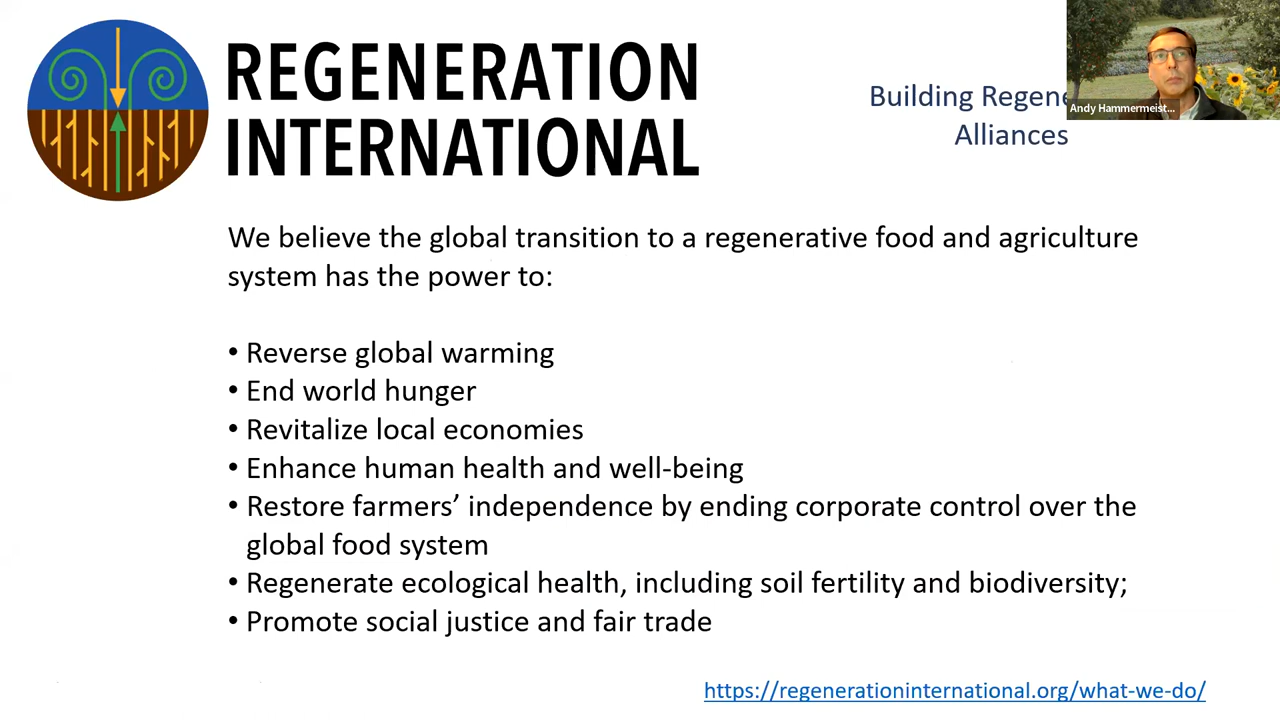 REGENERATION
INTERNATIONAL
Building Regene
Alliances
Andy Hammermeist...
We believe the global transition to a regenerative food and agriculture
system has the power to:
• Reverse global warming
• End world hunger
• Revitalize local economies
• Enhance human health and well-being
• Restore farmers’ independence by ending corporate control over the
global food system
• Regenerate ecological health, including soil fertility and biodiversity;
• Promote social justice and fair trade
https://regenerationinternational.org/what-we-do/